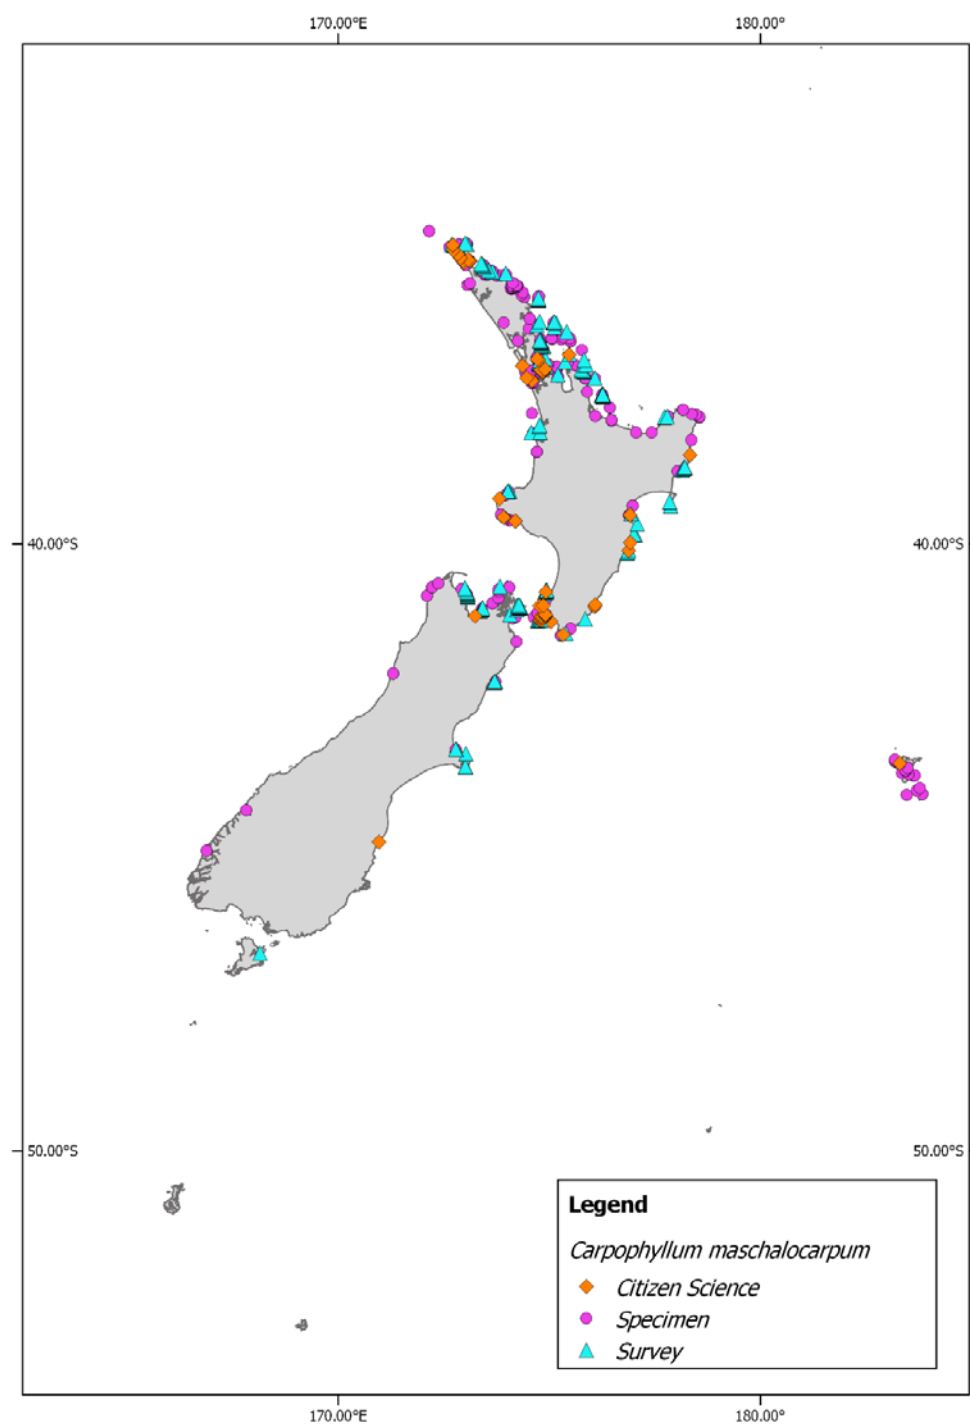 170.00°E 180.00°
40.00°S 40.00°S
50.00°S 50.00°S
Legend
Carpophyllum maschalocarpum
Citizen Science
Specimen
Survey
170.00°E 180.00°